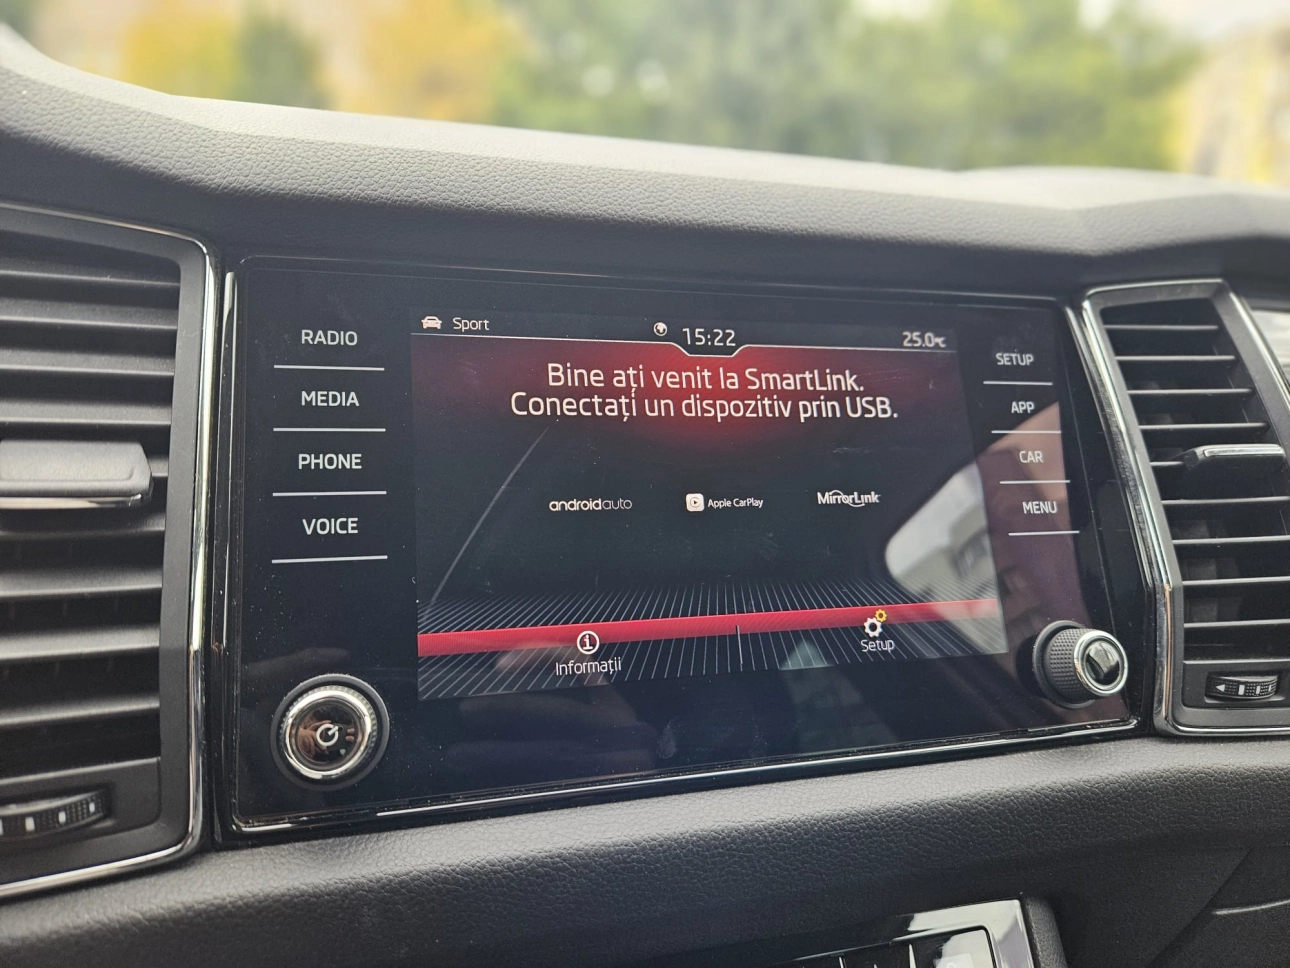 RADIO
MEDIA
PHONE
VOICE
Sport
15:22
25.0°C
Bine ați venit la SmartLink.
Conectați un dispozitiv prin USB.
androidauto
Apple CarPlay
MirrorLink
Informații
Setup
SETUP
APP
CAR
MENU